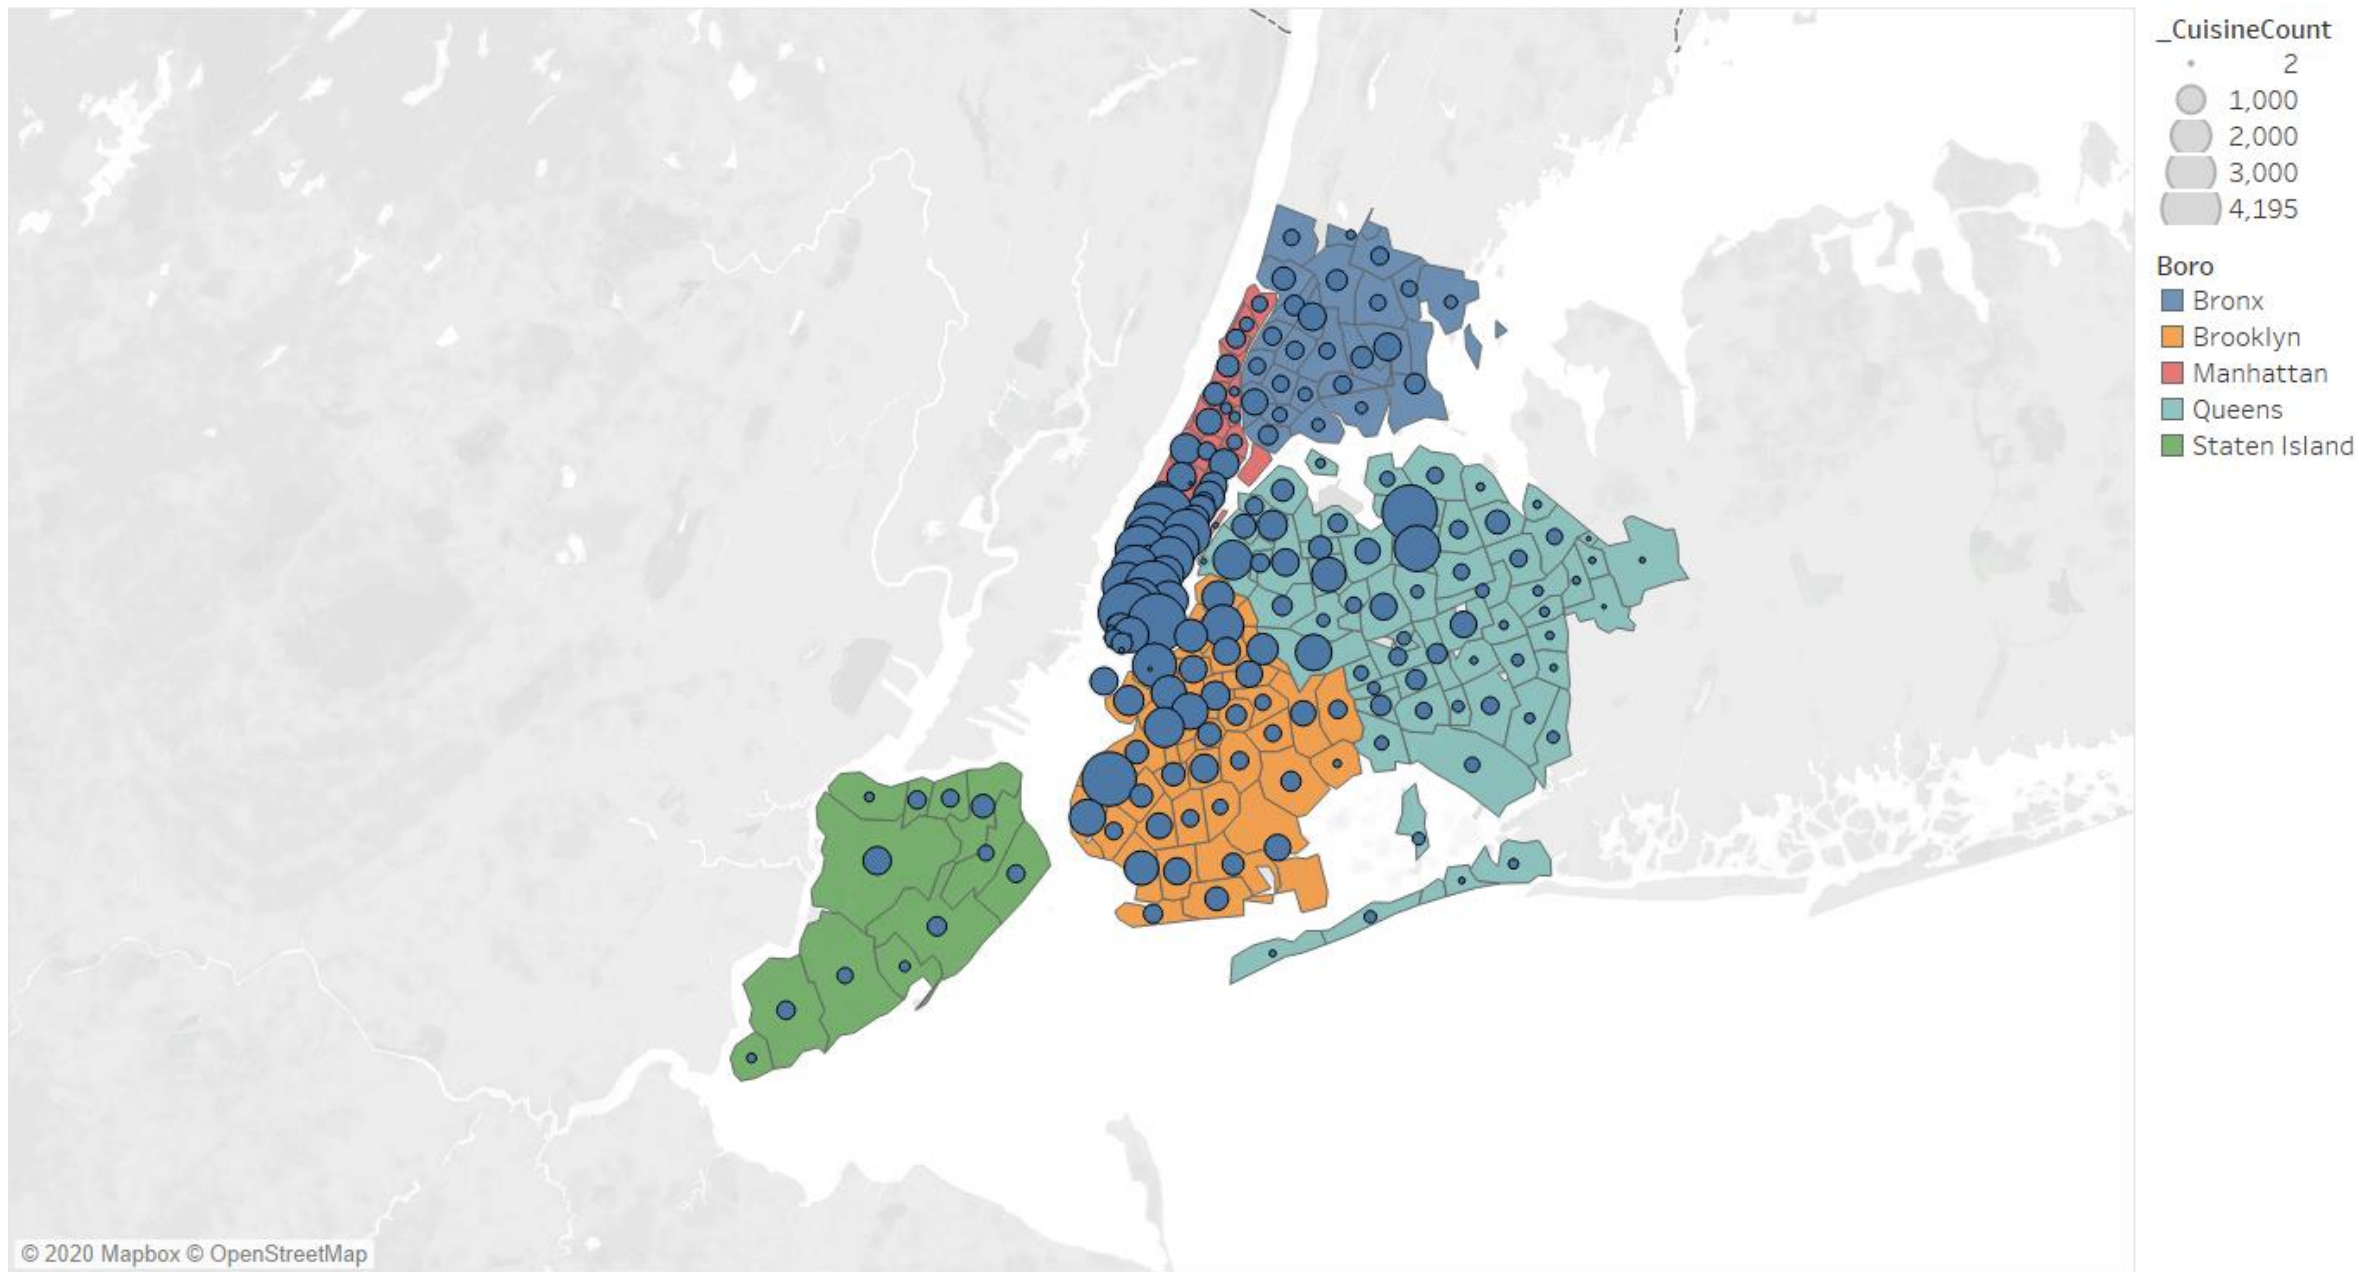 _CuisineCount
2
1,000
2,000
3,000
4,195
Boro
Bronx
Brooklyn
Manhattan
Queens
Staten Island
© 2020 Mapbox © OpenStreetMap